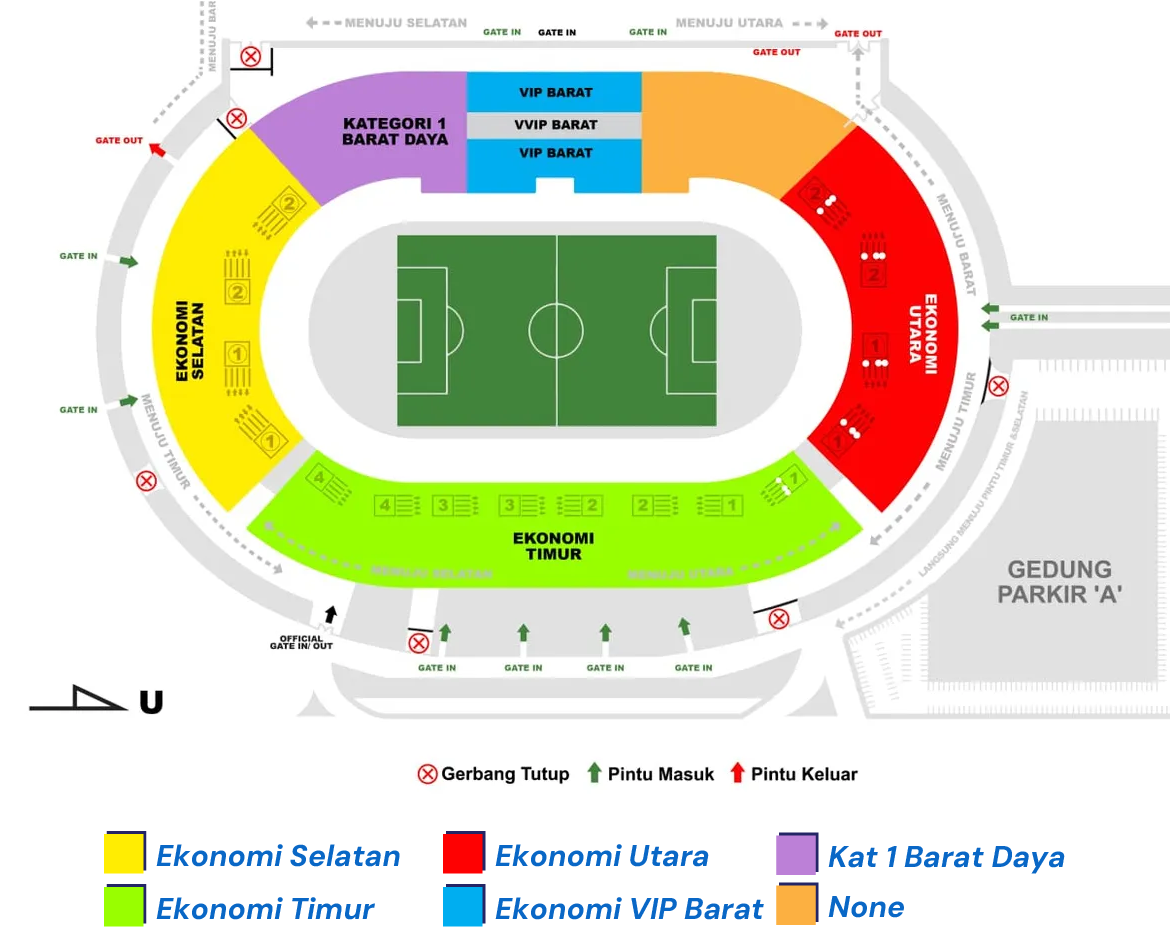 MENUJU SELATAN
MENUJU UTARA
GATE IN
GATE IN
GATE IN
GATE OUT
GATE OUT
MENUJU BAR
VIP BARAT
KATEGORI 1
BARAT DAYA
VVIP BARAT
VIP BARAT
GATE OUT
2
2
MENUJU BARAT
GATE IN
2
2
EKONOMI
SELATAN
EKONOMI
UTARA
GATE IN
1
1
GATE IN
MENUJU TIMUR
MENUJU TIMUR
LANGSUNG MENUJU PINTU TIMUR &SELATAN
1
1
4
4
3
3
2
2
1
1
EKONOMI
TIMUR
MENUJU SELATAN
MENUJU UTARA
GEDUNG
PARKIR 'A'
OFFICIAL
GATE IN/ OUT
GATE IN
GATE IN
GATE IN
GATE IN
U
Gerbang Tutup
Pintu Masuk
Pintu Keluar
Ekonomi Selatan
Ekonomi Utara
Kat 1 Barat Daya
Ekonomi Timur
Ekonomi VIP Barat
None